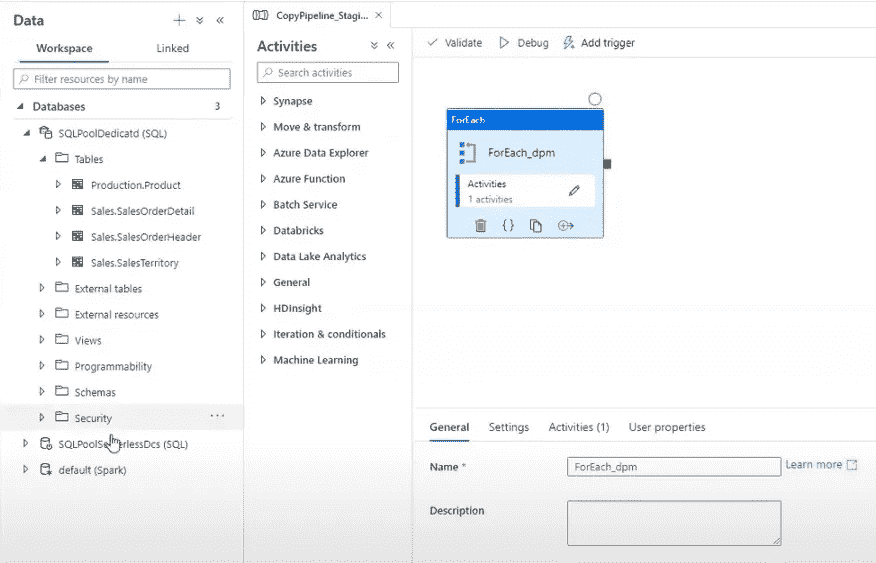 Data
Workspace
Linked
Filter resources by name
Databases
3
SQLPoolDedicatd (SQL)
Tables
Production.Product
Sales.SalesOrderDetail
Sales.SalesOrderHeader
Sales.SalesTerritory
External tables
External resources
Views
Programmability
Schemas
Security
SQLPoolServerlessDcs (SQL)
default (Spark)
CopyPipeline_Stagi...
Activities
Search activities
Synapse
Move & transform
Azure Data Explorer
Azure Function
Batch Service
Databricks
Data Lake Analytics
General
HDInsight
Iteration & conditionals
Machine Learning
Validate
Debug
Add trigger
ForEach
ForEach_dpm
Activities
1 activities
General
Settings
Activities (1)
User properties
Name *
ForEach_dpm
Learn more
Description